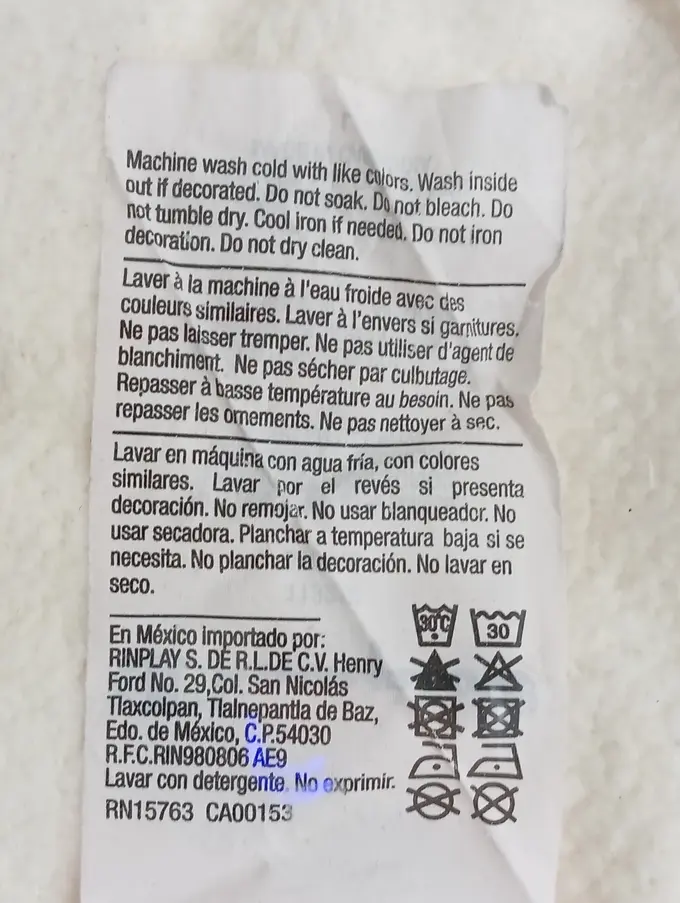 Machine wash cold with like colors. Wash inside
out if decorated. Do not soak. Do not bleach. Do
not tumble dry. Cool iron if needed. Do not iron
decoration. Do not dry clean.
Laver à la machine à l'eau froide avec des
couleurs similaires. Laver à l'envers si garnitures.
Ne pas laisser tremper. Ne pas utiliser d'agent de
blanchiment. Ne pas sécher par culbutage.
Repasser à basse température au besoin. Ne pas
repasser les ornements. Ne pas nettoyer à sec.
Lavar en máquina con agua fría, con colores
similares. Lavar por el revés si presenta
decoración. No remojar. No usar blanqueador. No
usar secadora. Planchar a temperatura baja si se
necesita. No planchar la decoración. No lavar en
seco.
En México importado por:
RINPLAY S. DE R.L.DE C.V. Henry
Ford No. 29,Col. San Nicolás
Tlaxcolpan, Tlalnepantla de Baz,
Edo. de México, C.P.54030
R.F.C.RIN980806 AE9
Lavar con detergente. No exprimir.
RN15763 CA00153
30°C
30